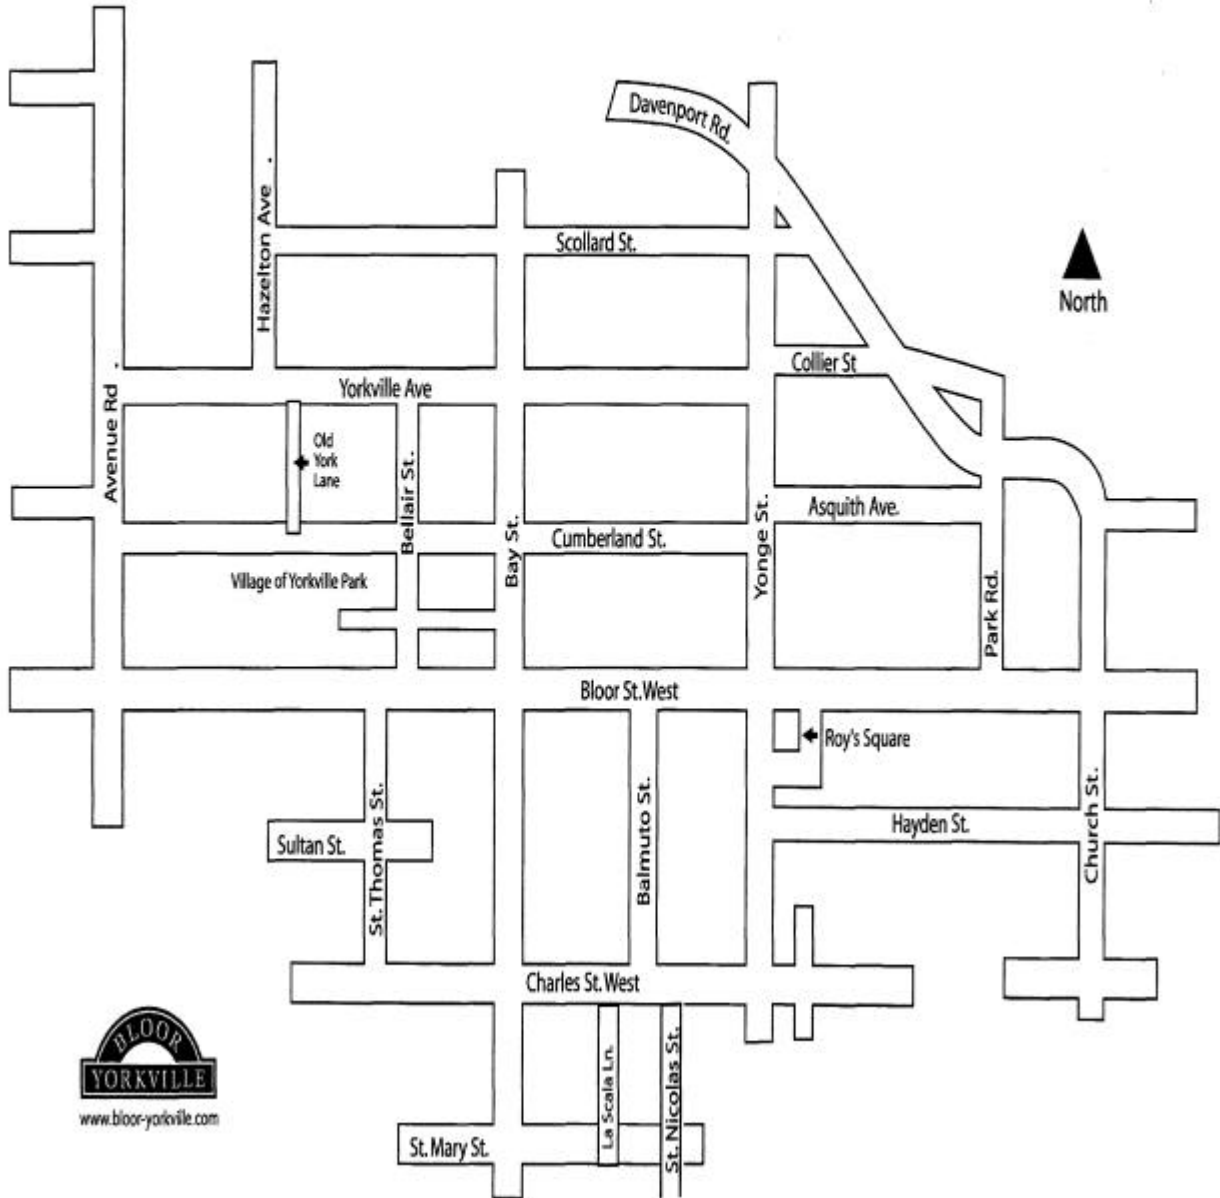 Davenport Rd.
Hazelton Ave
Scollard St.
North
Collier St
Yorkville Ave
Avenue Rd
Old
York
Lane
Bellair St.
Bay St.
Yonge St.
Asquith Ave.
Cumberland St.
Village of Yorkville Park
Park Rd.
Bloor St. West
Roy's Square
St. Thomas St.
Balmuto St.
Church St.
Hayden St.
Sultan St.
Charles St. West
BLOOR
YORKVILLE
www.bloor-yorkville.com
La Scala Ln.
St. Nicolas St.
St. Mary St.